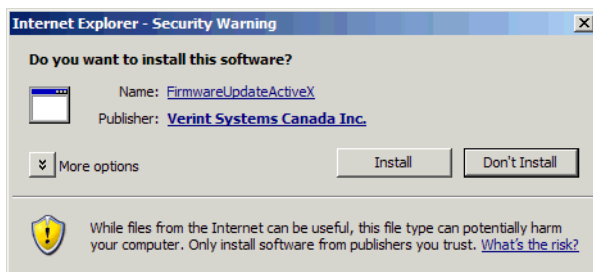 Internet Explorer - Security Warning
Do you want to install this software?
Name: FirmwareUpdateActiveX
Publisher: Verint Systems Canada Inc.
More options
Install
Don't Install
While files from the Internet can be useful, this file type can potentially harm
your computer. Only install software from publishers you trust. What's the risk?